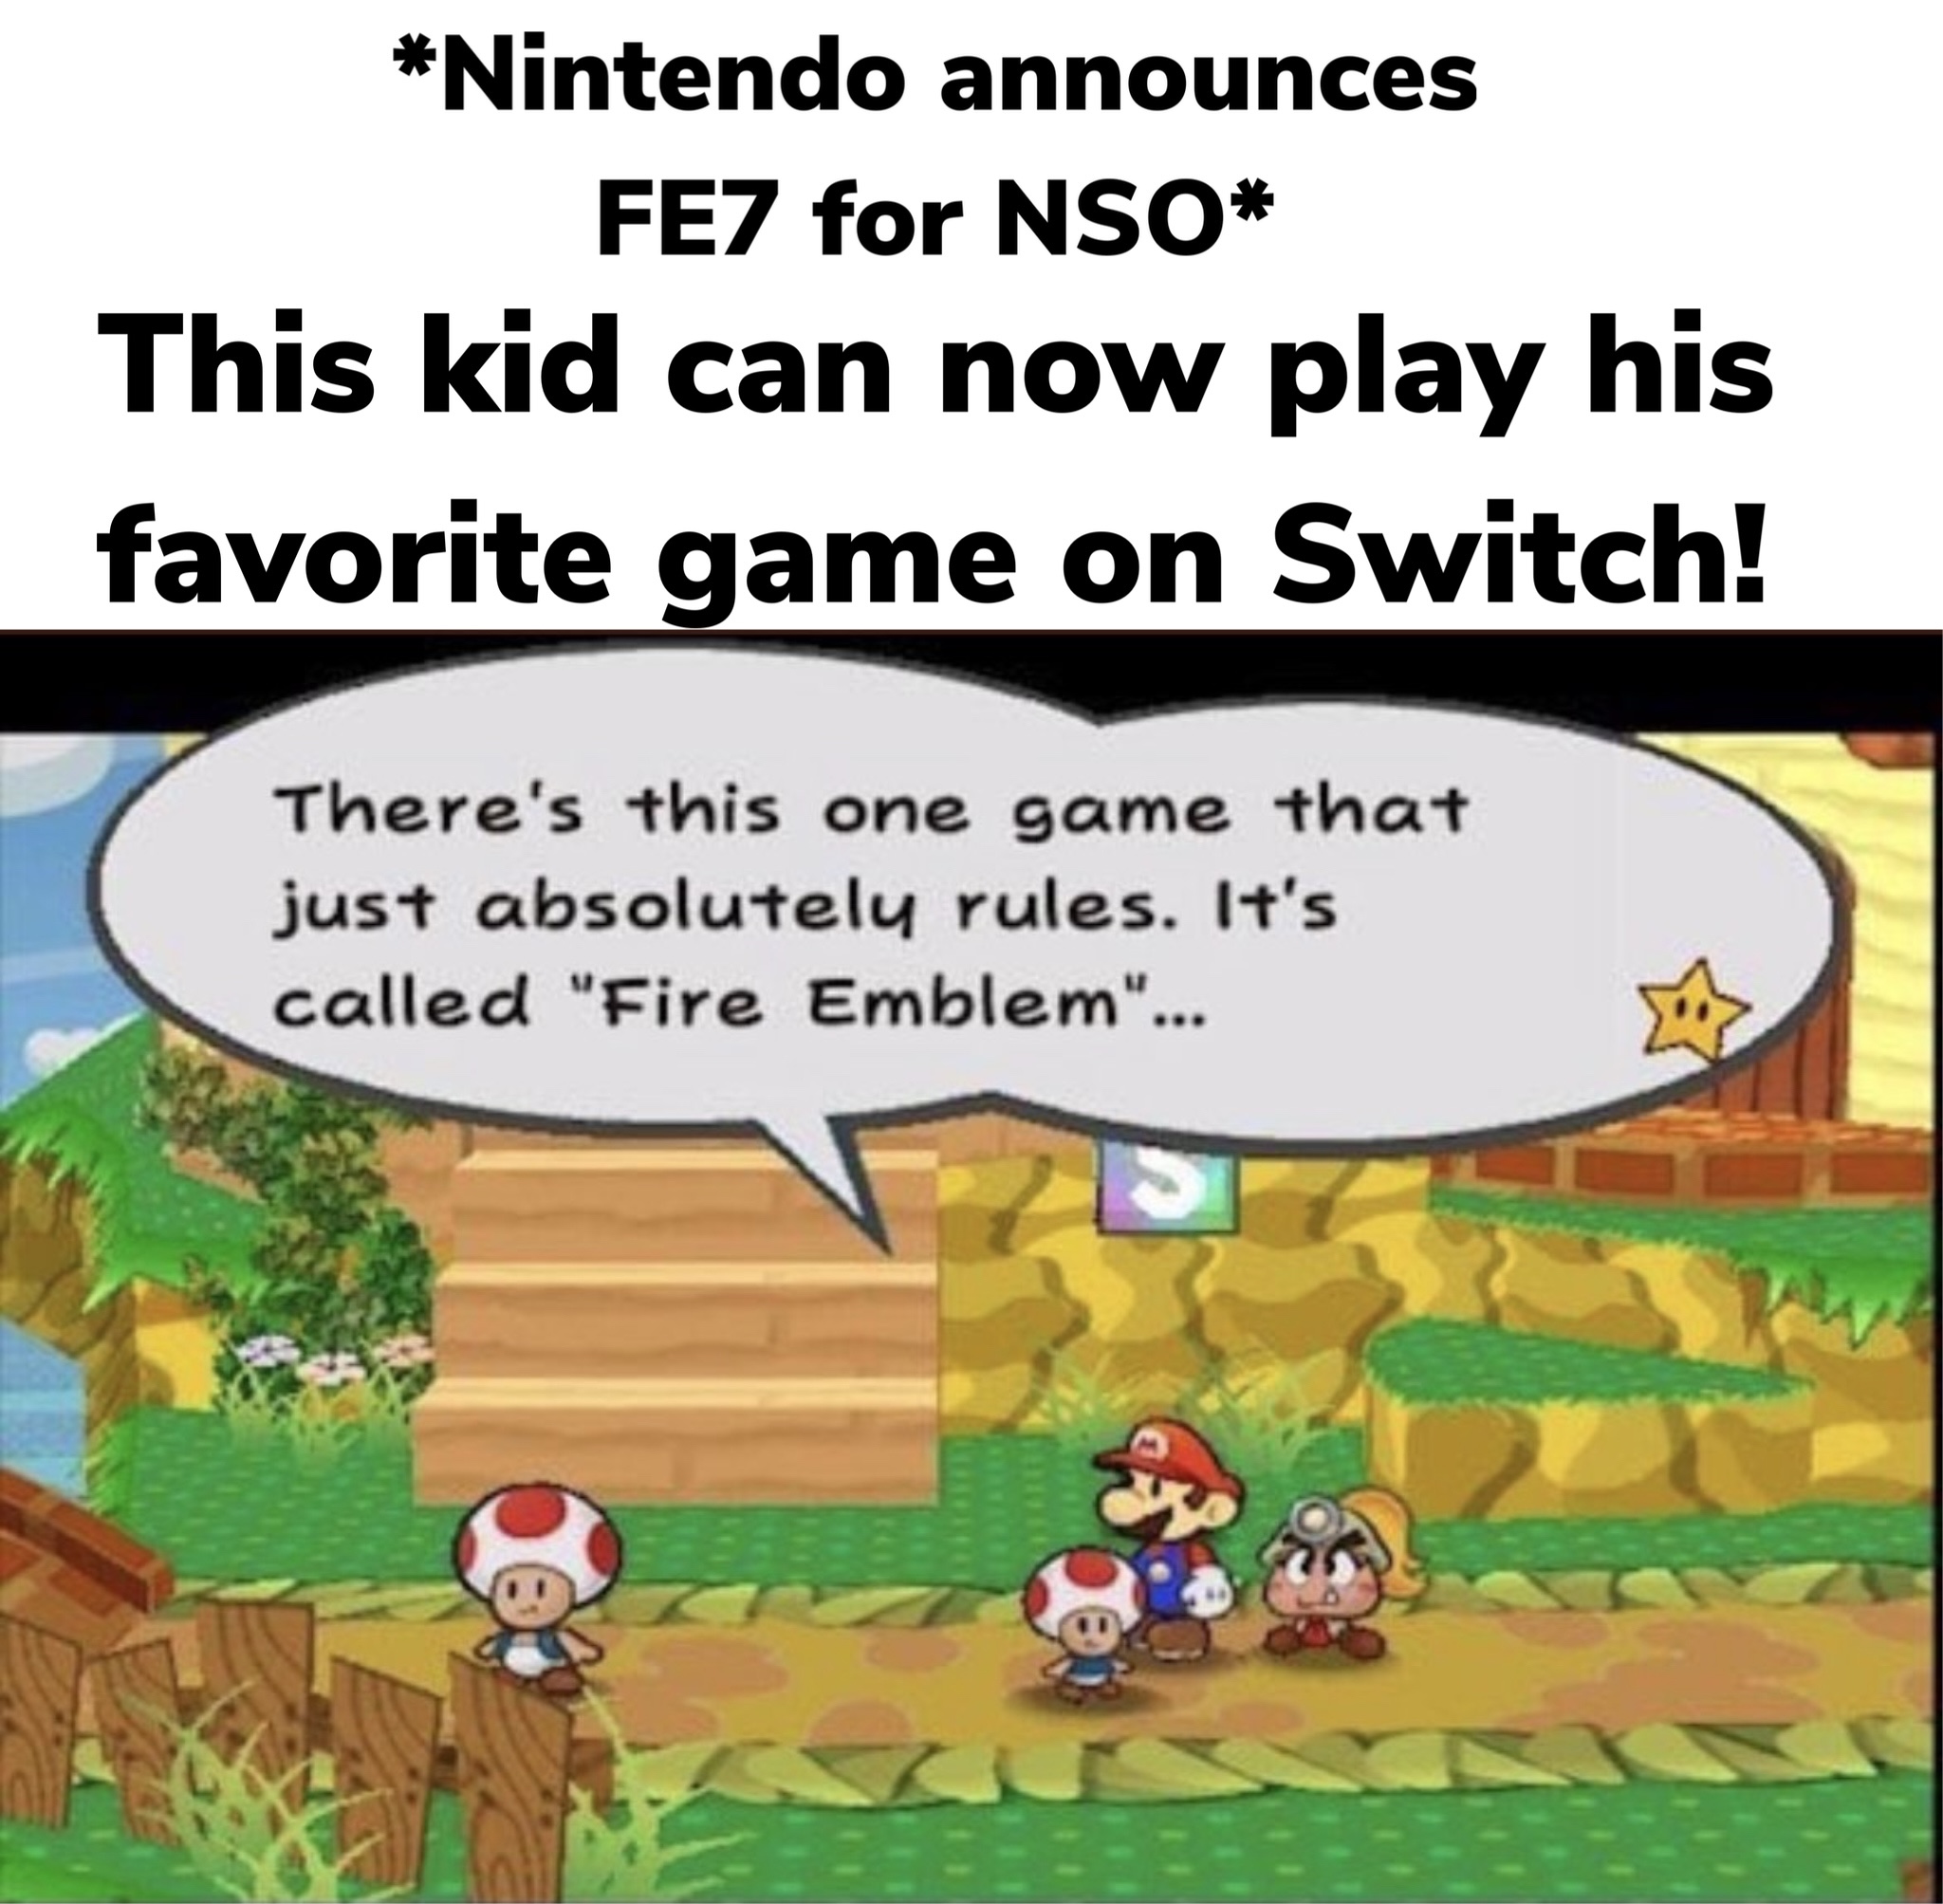 *Nintendo announces
FE7 for NSO*
This kid can now play his
favorite game on Switch!
There's this one game that
just absolutely rules. It's
called "Fire Emblem"...
S
M